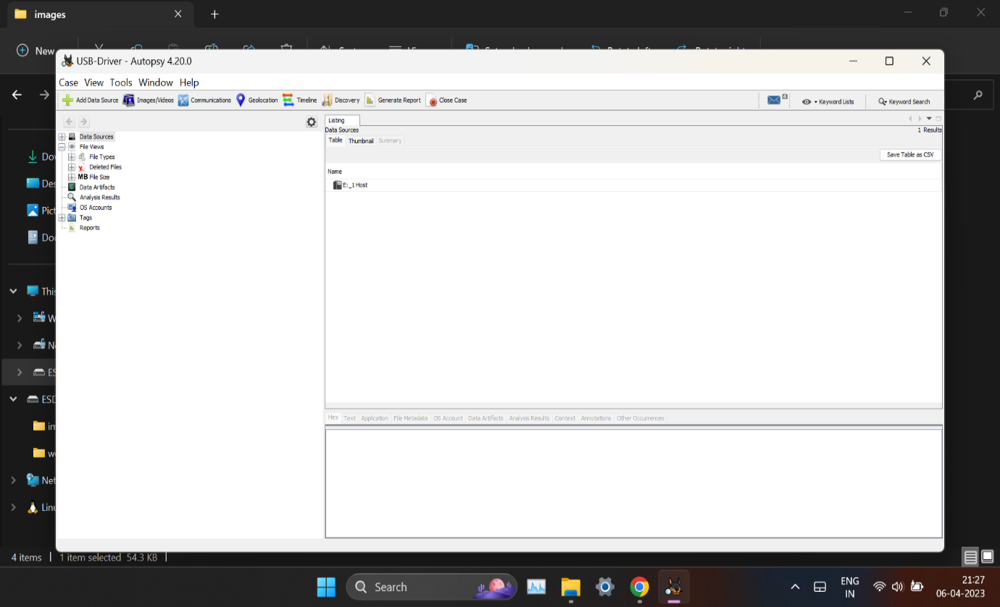 images
New
USB-Driver - Autopsy 4.20.0
Case View Tools Window Help
Add Data Source Images/Videos Communications Geolocation Timeline Discovery Generate Report Close Case
4 Keyword Lists Keyword Search
Listing
Data Sources
1 Results
Table Thumbnail Summary
Save Table as CSV
Name
E:_1 Host
Data Sources
File Views
File Types
Deleted Files
MB File Size
Data Artifacts
Analysis Results
OS Accounts
Tags
Reports
Hex Text Application File Metadata OS Account Data Artifacts Analysis Results Context Annotations Other Occurrences
Do
Des
Pict
Do
This
W
N
ES
ESD
im
w
Net
Linu
4 items 1 item selected 54.3 KB
Search
ENG
IN
21:27
06-04-2023